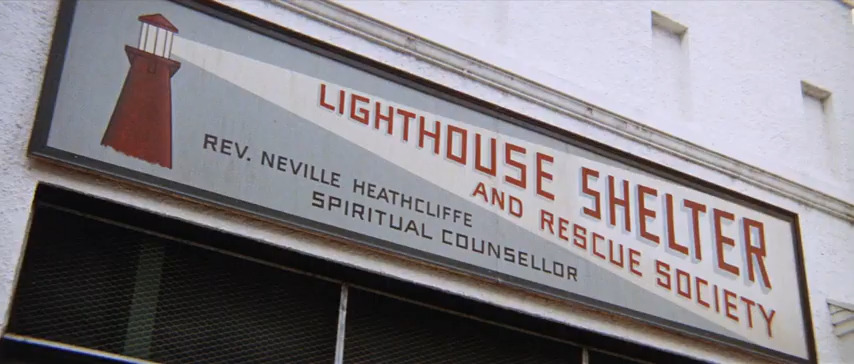 LIGHTHOUSE SHELTER
AND RESCUE SOCIETY
REV. NEVILLE HEATHCLIFFE
SPIRITUAL COUNSELLOR